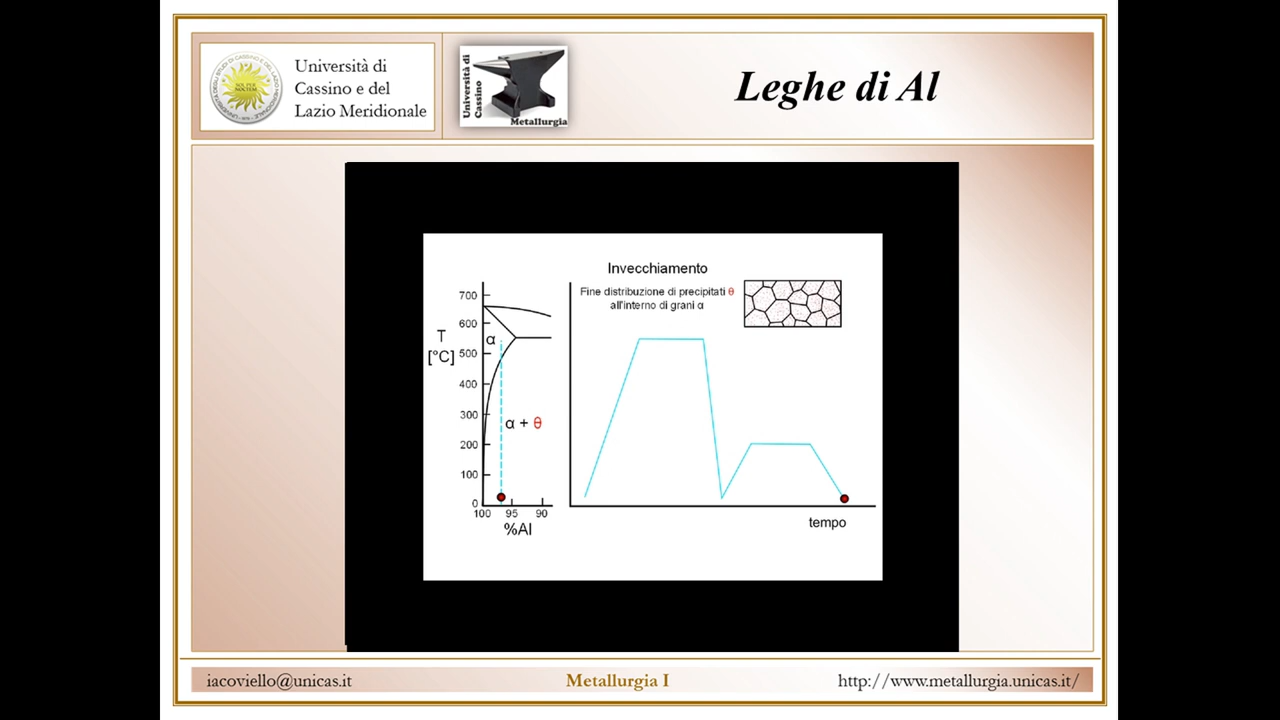 Università di
Cassino e del
Lazio Meridionale
Università di
Cassino
Metallurgia
Leghe di Al
Invecchiamento
Fine distribuzione di precipitati θ
all'interno di grani α
700
600
T
[°C]
α
500
400
300
α + θ
200
100
0
100 95 90
%Al
tempo
iacoviello@unicas.it
Metallurgia I
http://www.metallurgia.unicas.it/